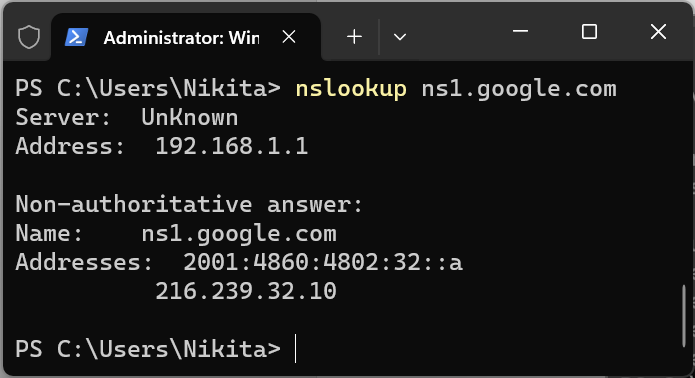 Administrator: Win
PS C:\Users\Nikita> nslookup ns1.google.com
Server:  UnKnown
Address:  192.168.1.1
Non-authoritative answer:
Name:    ns1.google.com
Addresses:  2001:4860:4802:32::a
216.239.32.10
PS C:\Users\Nikita>